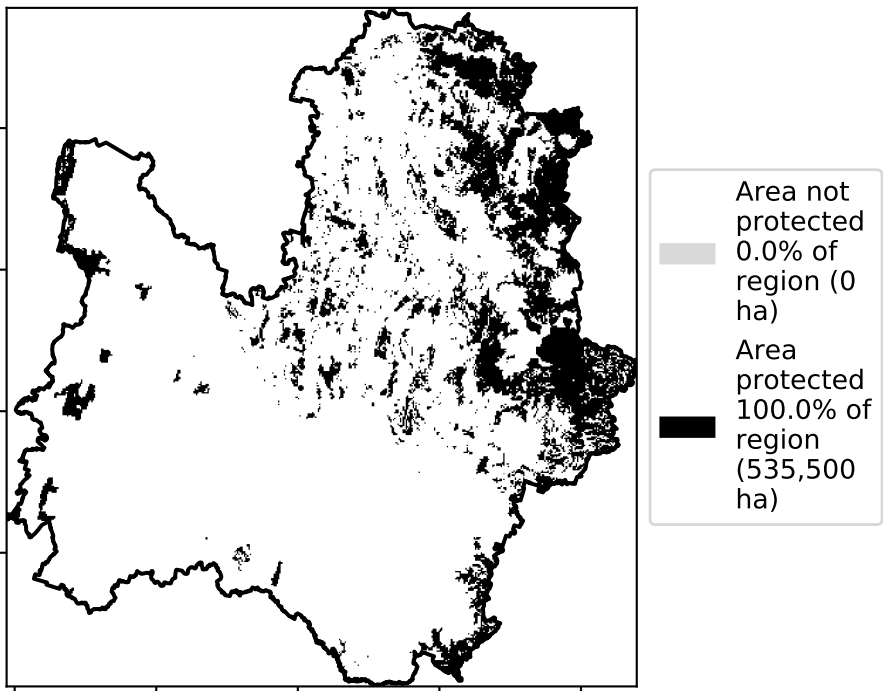 Area not
protected
0.0% of
region (0
ha)
Area
protected
100.0% of
region
(535,500
ha)